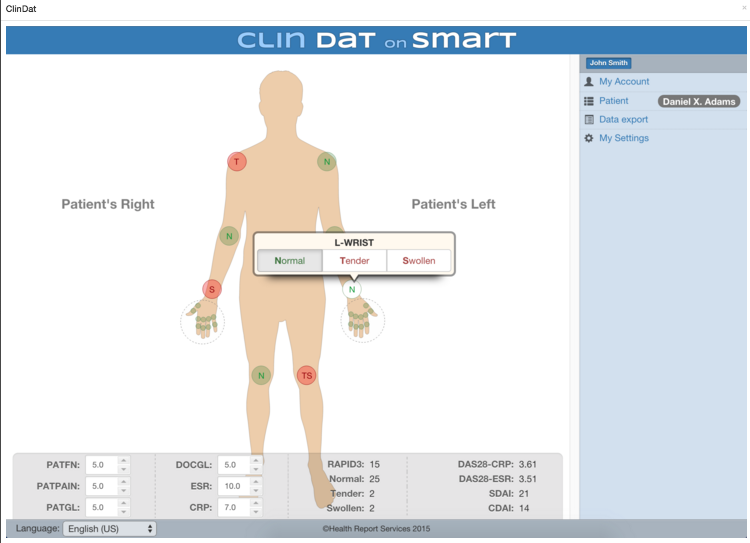 ClinDat
×
CLIN DAT ON SMART
John Smith
My Account
Patient Daniel X. Adams
Data export
My Settings
T N
Patient's Right Patient's Left
N
L-WRIST
Normal Tender Swollen
S N
N TS
PATFN: 5.0 DOCGL: 5.0 RAPID3: 15 DAS28-CRP: 3.61
PATPAIN: 5.0 ESR: 10.0 Normal: 25 DAS28-ESR: 3.51
Tender: 2 SDAI: 21
PATGL: 5.0 CRP: 7.0 Swollen: 2 CDAI: 14
Language: English (US) ©Health Report Services 2015